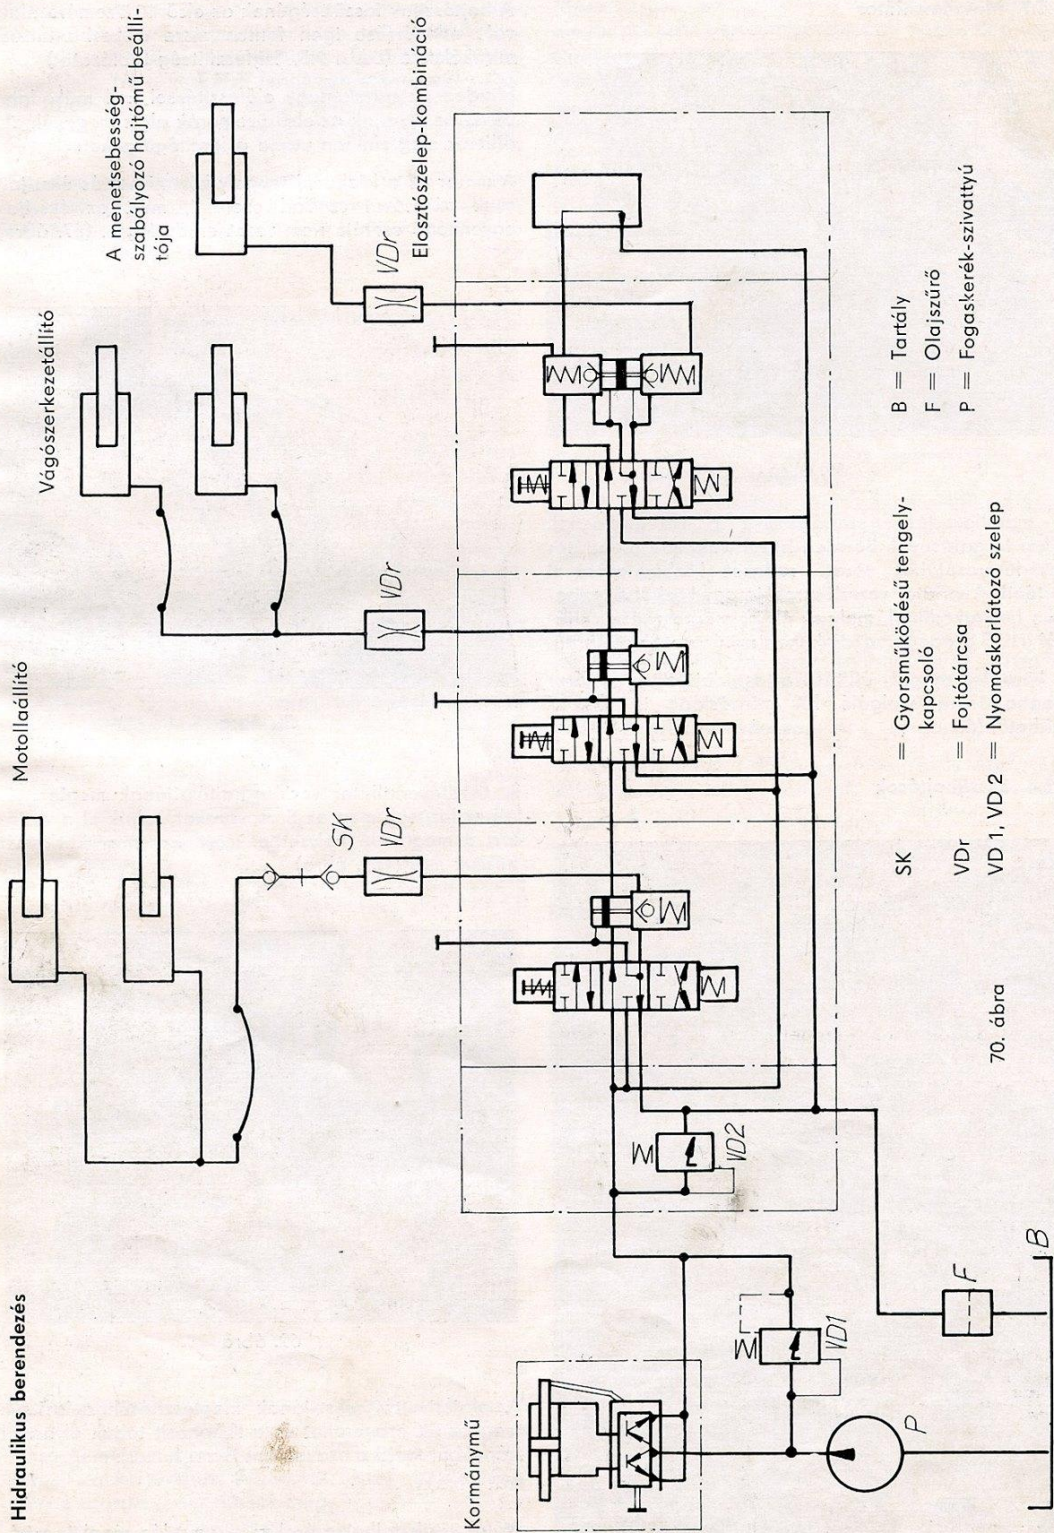 Hidraulikus berendezés
Motollaállító
Vágószerkezetállító
A menetsebesség-
szabályozó hajtómű beállí-
tója
SK
VDr
VDr
VDr
Kormánymű
Elosztószelep-kombináció
VD2
VD1
P
F
B
SK = Gyorsműködésű tengely-
kapcsoló
VDr = Fojtótárcsa
VD 1, VD 2 = Nyomáskorlátozó szelep
B = Tartály
F = Olajszűrő
P = Fogaskerék-szivattyú
70. ábra